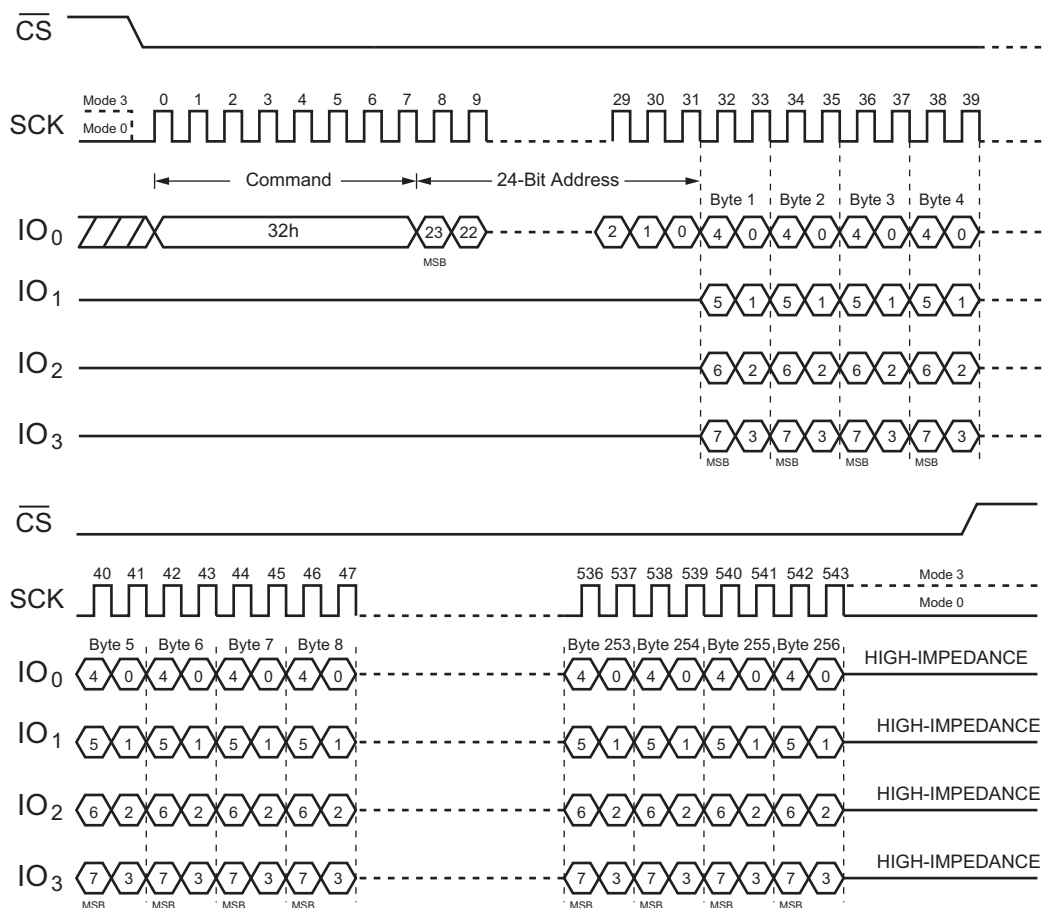 CS
Mode 3 0 1 2 3 4 5 6 7 8 9 29 30 31 32 33 34 35 36 37 38 39
SCK
Mode 0
Command 24-Bit Address
Byte 1 Byte 2 Byte 3 Byte 4
IO0 32h 23 22 2 1 0 4 0 4 0 4 0 4 0
MSB
IO1 5 1 5 1 5 1 5 1
IO2 6 2 6 2 6 2 6 2
IO3 7 3 7 3 7 3 7 3
MSB MSB MSB MSB
CS
40 41 42 43 44 45 46 47 536 537 538 539 540 541 542 543 Mode 3
SCK Mode 0
Byte 5 Byte 6 Byte 7 Byte 8 Byte 253 Byte 254 Byte 255 Byte 256
IO0 4 0 4 0 4 0 4 0 4 0 4 0 4 0 4 0 HIGH-IMPEDANCE
IO1 5 1 5 1 5 1 5 1 5 1 5 1 5 1 5 1 HIGH-IMPEDANCE
IO2 6 2 6 2 6 2 6 2 6 2 6 2 6 2 6 2 HIGH-IMPEDANCE
IO3 7 3 7 3 7 3 7 3 7 3 7 3 7 3 7 3 HIGH-IMPEDANCE
MSB MSB MSB MSB MSB MSB MSB MSB